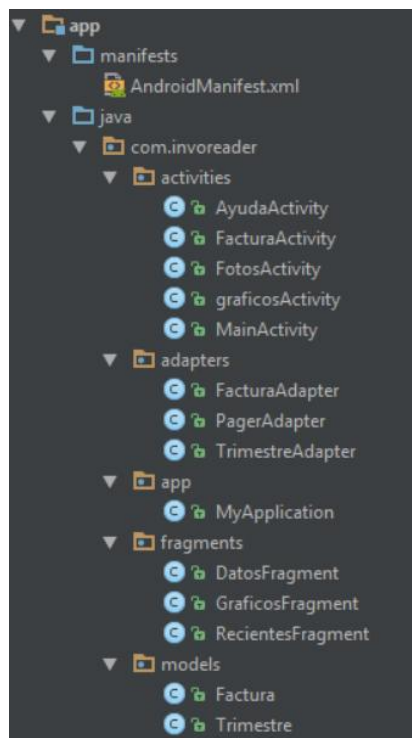 app
manifests
AndroidManifest.xml
java
com.invoreader
activities
AyudaActivity
FacturaActivity
FotosActivity
graficosActivity
MainActivity
adapters
FacturaAdapter
PagerAdapter
TrimestreAdapter
app
MyApplication
fragments
DatosFragment
GraficosFragment
RecientesFragment
models
Factura
Trimestre